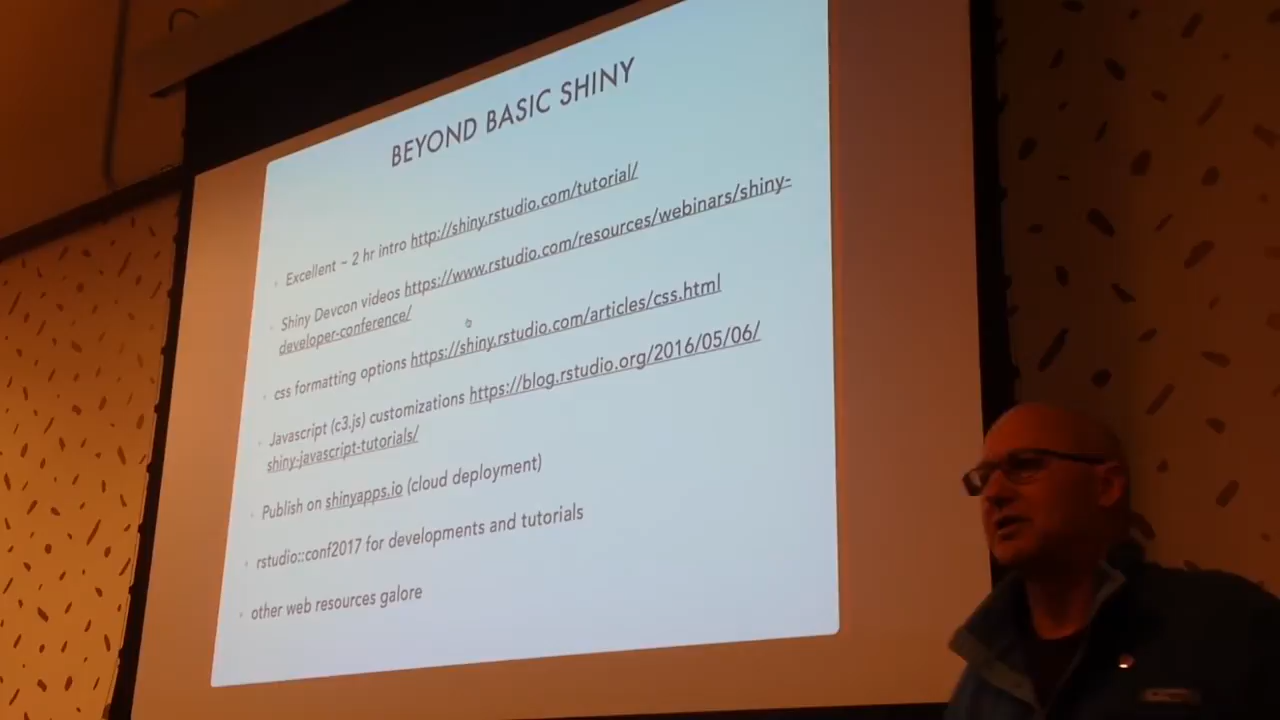 BEYOND BASIC SHINY
Excellent ~ 2 hr intro http://shiny.rstudio.com/tutorial/
Shiny Devcon videos https://www.rstudio.com/resources/webinars/shiny-
developer-conference/
css formatting options https://shiny.rstudio.com/articles/css.html
Javascript (c3.js) customizations https://blog.rstudio.org/2016/05/06/
shiny-javascript-tutorials/
Publish on shinyapps.io (cloud deployment)
rstudio::conf2017 for developments and tutorials
other web resources galore